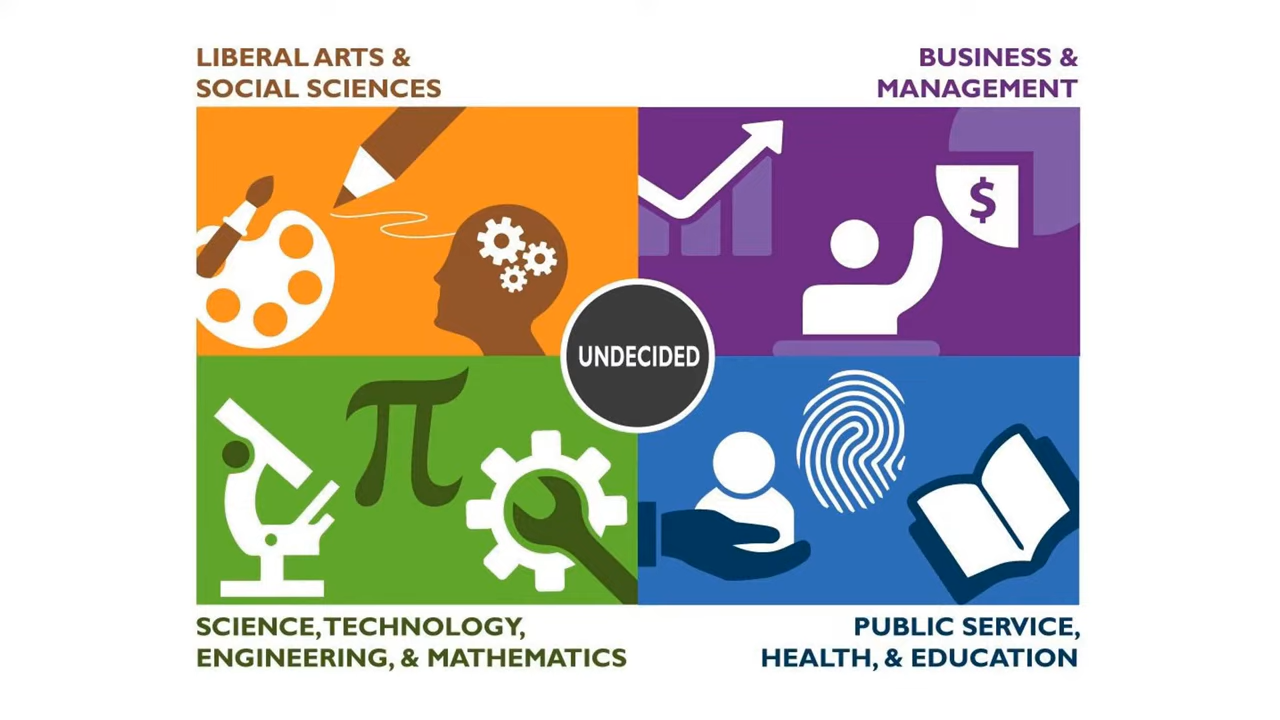 LIBERAL ARTS &
SOCIAL SCIENCES
BUSINESS &
MANAGEMENT
$
UNDECIDED
π
SCIENCE, TECHNOLOGY,
ENGINEERING, & MATHEMATICS
PUBLIC SERVICE,
HEALTH, & EDUCATION